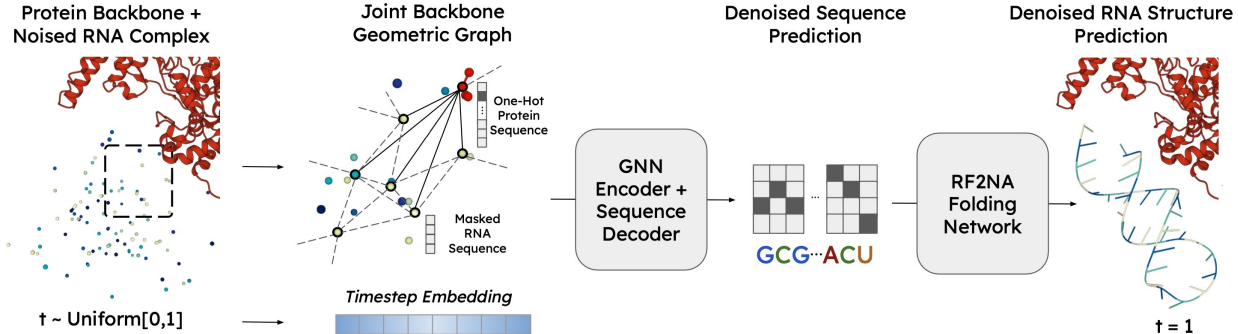 Protein Backbone +
Noised RNA Complex
Joint Backbone
Geometric Graph
Denoised Sequence
Prediction
Denoised RNA Structure
Prediction
One-Hot
Protein
Sequence
Masked
RNA
Sequence
GNN
Encoder +
Sequence
Decoder
GCG...ACU
RF2NA
Folding
Network
Timestep Embedding
t ~ Uniform[0,1]
t = 1